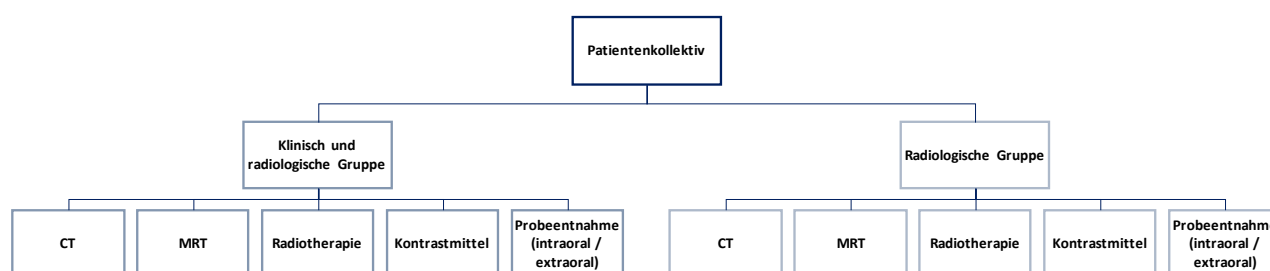 Patientenkollektiv
Klinisch und
radiologische Gruppe
Radiologische Gruppe
CT
MRT
Radiotherapie
Kontrastmittel
Probeentnahme
(intraoral /
extraoral)
CT
MRT
Radiotherapie
Kontrastmittel
Probeentnahme
(intraoral /
extraoral)